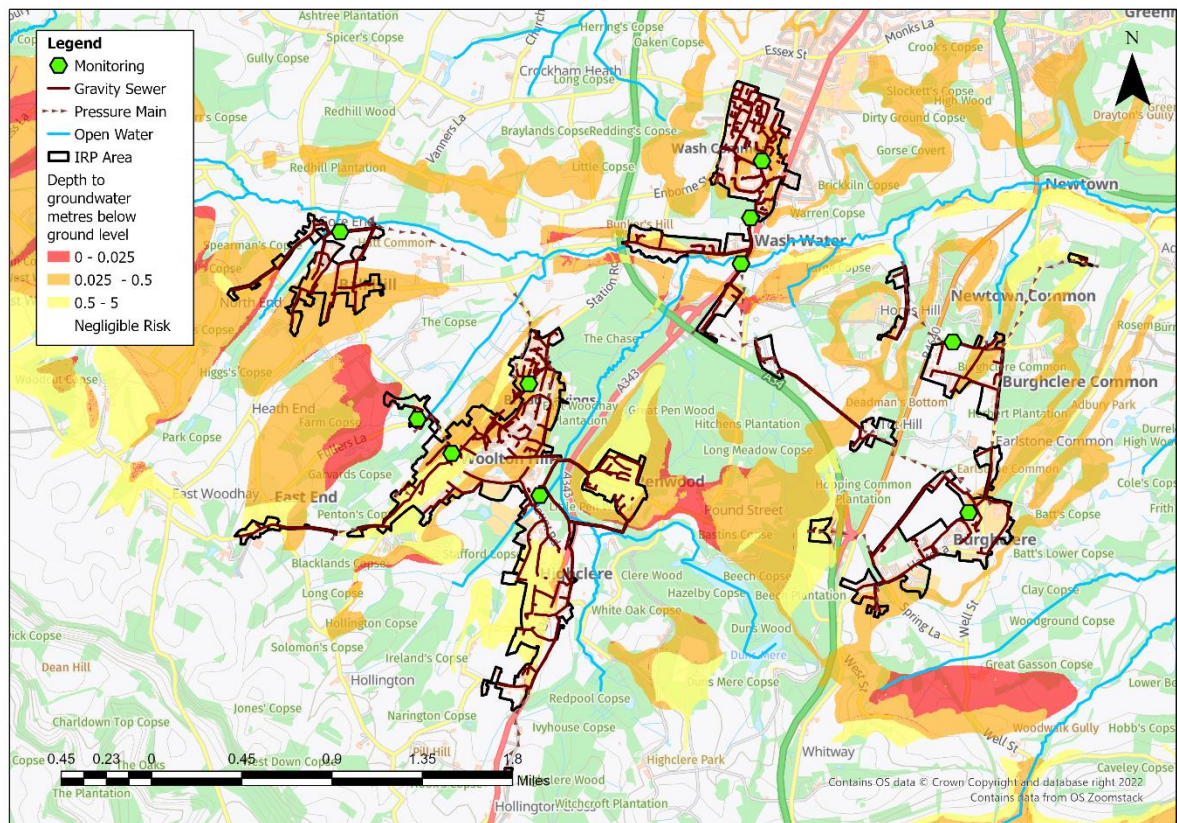 Legend
Monitoring
Gravity Sewer
Pressure Main
Open Water
IRP Area
Depth to
groundwater
metres below
ground level
0 - 0.025
0.025 - 0.5
0.5 - 5
Negligible Risk
N
Ashtree Plantation
Spicer's Copse
Gully Copse
Herring's Copse
Oaken Copse
Essex St
Monks La
Crook's Copse
Crockham Heath
Long Copse
Slockett's Copse
High Wood
Drayton's Gully
Redhill Wood
Vanners La
Braylands Copse
Redding's Copse
Dirty Ground Copse
Gorse Covert
Redhill Plantation
Little Copse
Enborne St
Brickkiln Copse
Newtown
Bunker's Hill
Warren Copse
Wash Water
Spearman's Copse
Hatt Common
North End
Station Rd
The Copse
The Chase
A343
A34
B4640
Newtown Common
Burghclere Common
Burghclere Common
Woodcut Copse
Higgs's Copse
Heath End
Farm Copse
Fullers La
Park Copse
Garvards Copse
East Woodhay
East End
Penton's Copse
Great Pen Wood
Hitchens Plantation
Deadman's Bottom
Herbert Plantation
Adbury Park
Long Meadow Copse
Earlstone Common
Cole's Copse
A343
Pound Street
Bastins Copse
Batt's Copse
Burghclere
Blacklands Copse
Stafford Copse
Highclere
Clere Wood
Hazelby Copse
Beech Copse
Beech Plantation
Batt's Lower Copse
Clay Copse
Long Copse
White Oak Copse
Duns Wood
Spring La
Well St
Woodground Copse
Hollington Copse
Solomon's Copse
Ireland's Copse
Duns Mere
West St
Great Gasson Copse
Dean Hill
Hollington
Duns Mere Copse
Jones' Copse
Narington Copse
Redpool Copse
Woodwalk Gully
Hobb's Copse
Charldown Top Copse
Ivyhouse Copse
Well St
The Oaks
Pill Hill
Highclere Park
Whitway
Caveley Copse
0.45 0.23 0 0.45 0.9 1.35 1.8
Miles
The Plantation
Witchcroft Plantation
Contains OS data © Crown Copyright and database right 2022
Contains data from OS Zoomstack